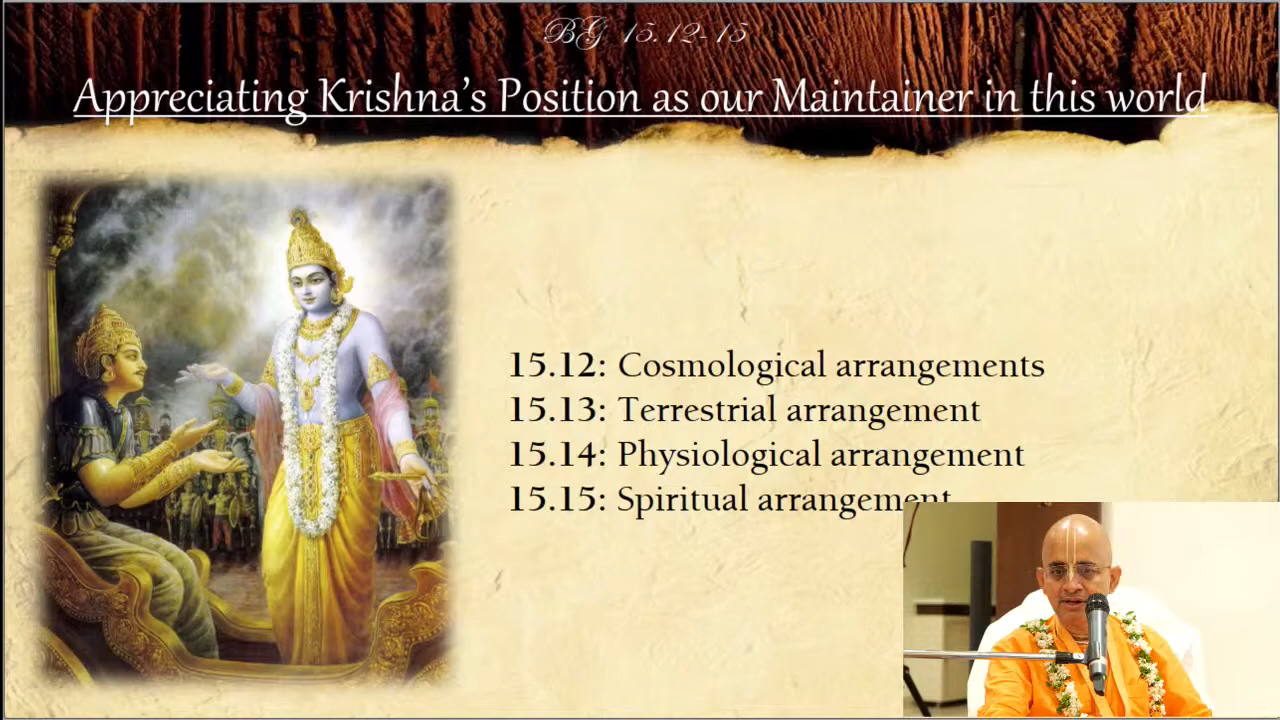 BG 15.12-15
Appreciating Krishna's Position as our Maintainer in this world
15.12: Cosmological arrangements
15.13: Terrestrial arrangement
15.14: Physiological arrangement
15.15: Spiritual arrangement